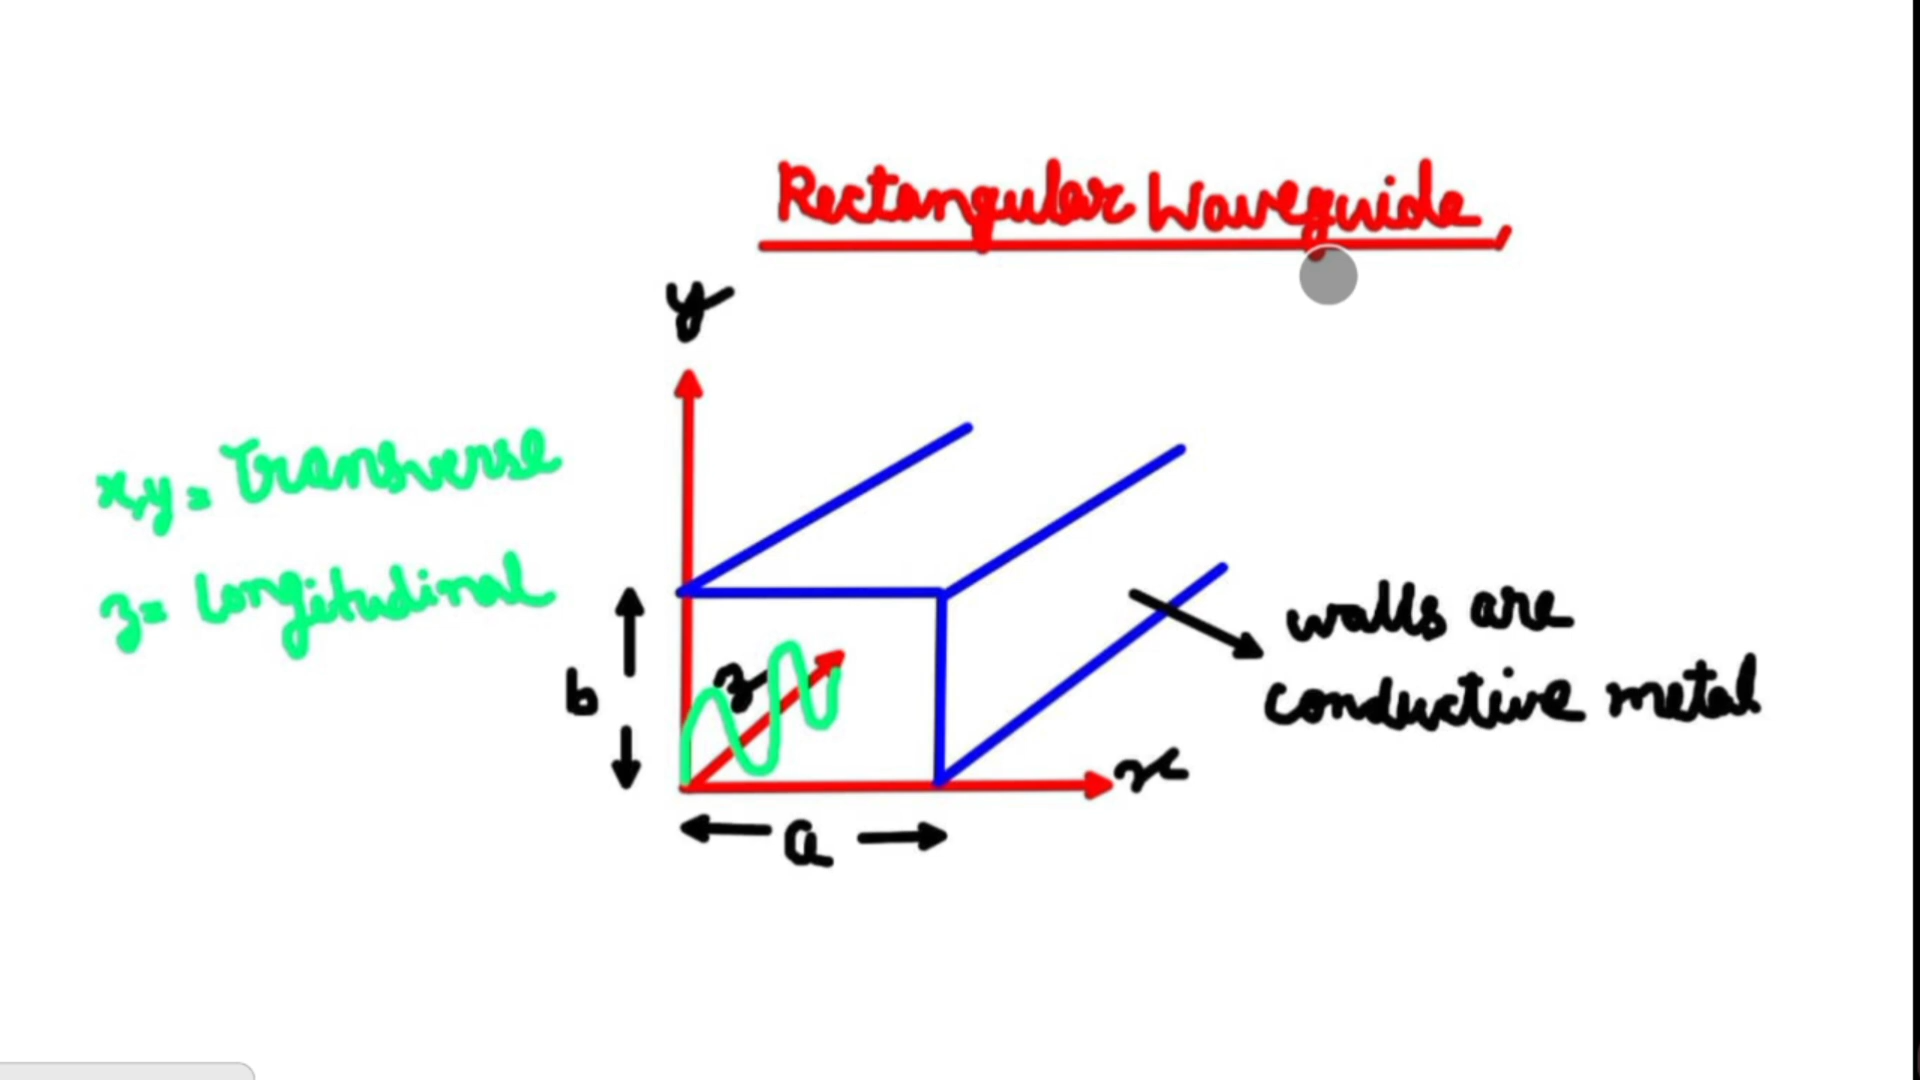 Rectangular Waveguide,
y
x,y = Transverse
z = longitudinal
z
b
walls are
conductive metal
x
a